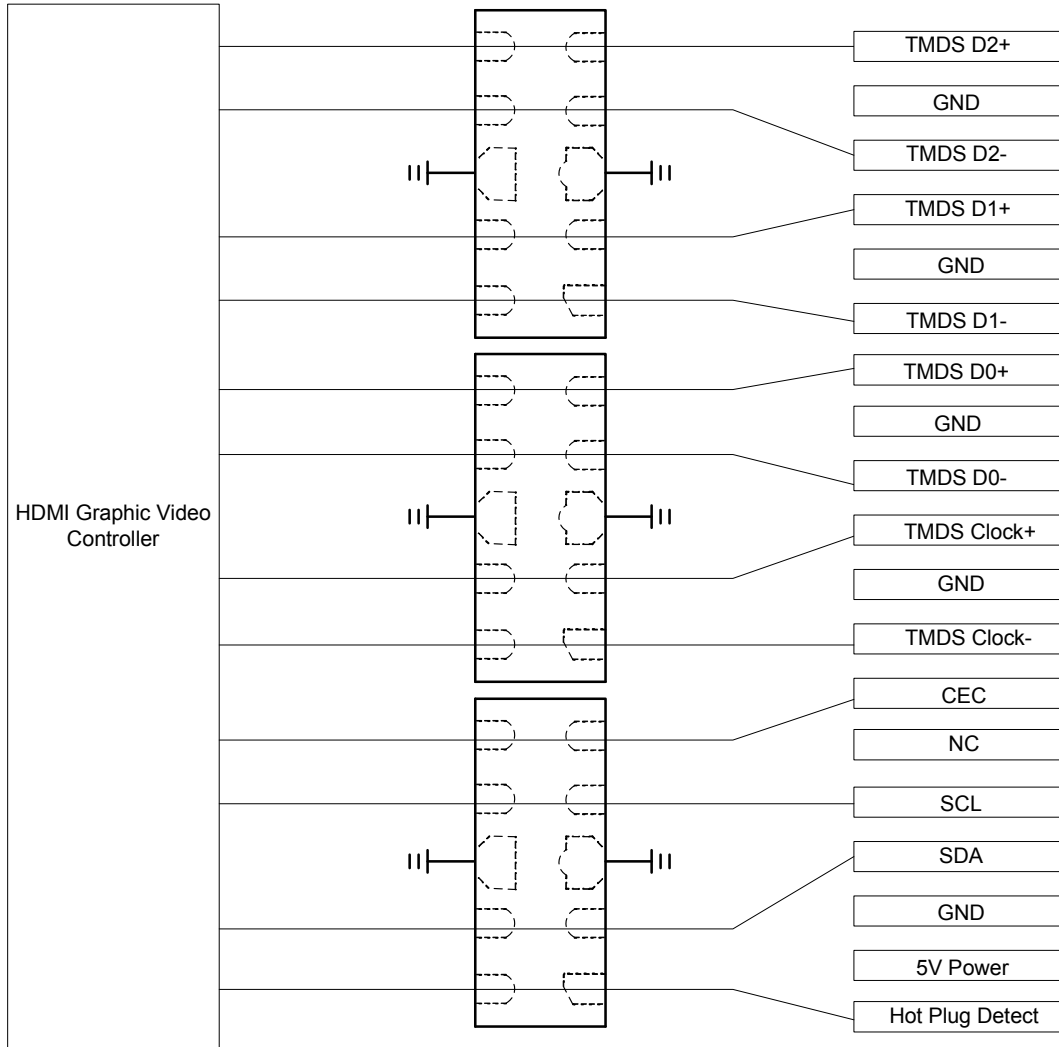 TMDS D2+
GND
TMDS D2-
TMDS D1+
GND
TMDS D1-
TMDS D0+
GND
TMDS D0-
HDMI Graphic Video
Controller
TMDS Clock+
GND
TMDS Clock-
CEC
NC
SCL
SDA
GND
5V Power
Hot Plug Detect